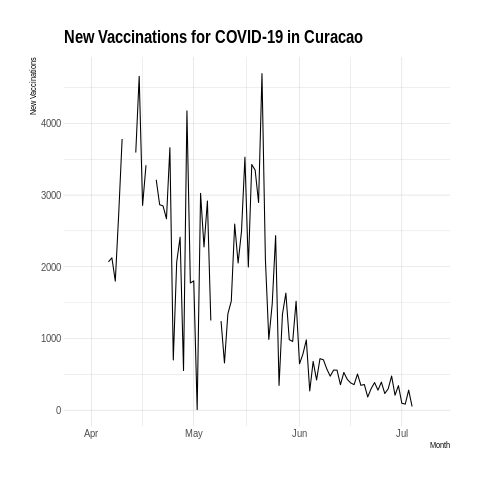 New Vaccinations for COVID-19 in Curacao
New Vaccinations
4000
3000
2000
1000
0
Apr May Jun Jul
Month